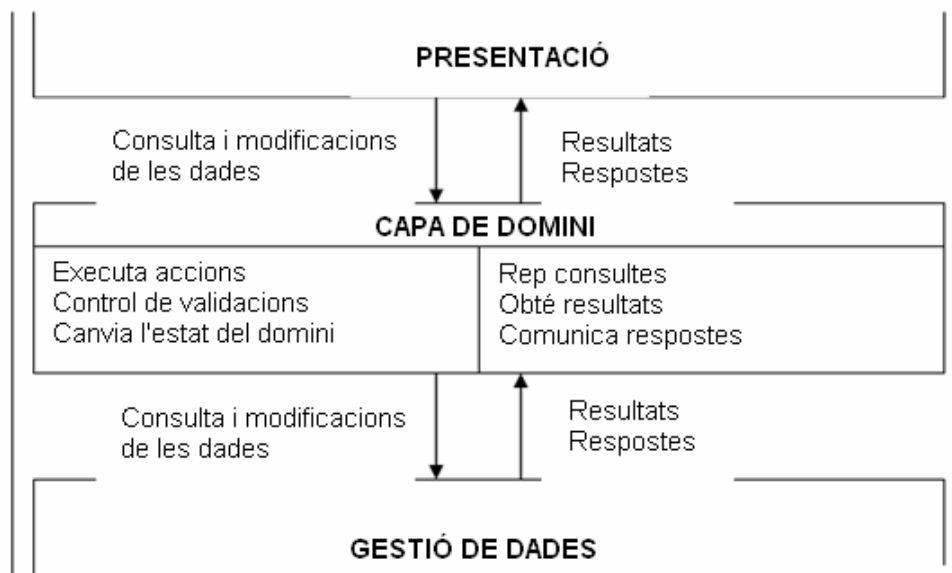 PRESENTACIÓ
Consulta i modificacions
de les dades
Resultats
Respostes
CAPA DE DOMINI
Executa accions
Control de validacions
Canvia l'estat del domini
Rep consultes
Obté resultats
Comunica respostes
Consulta i modificacions
de les dades
Resultats
Respostes
GESTIÓ DE DADES